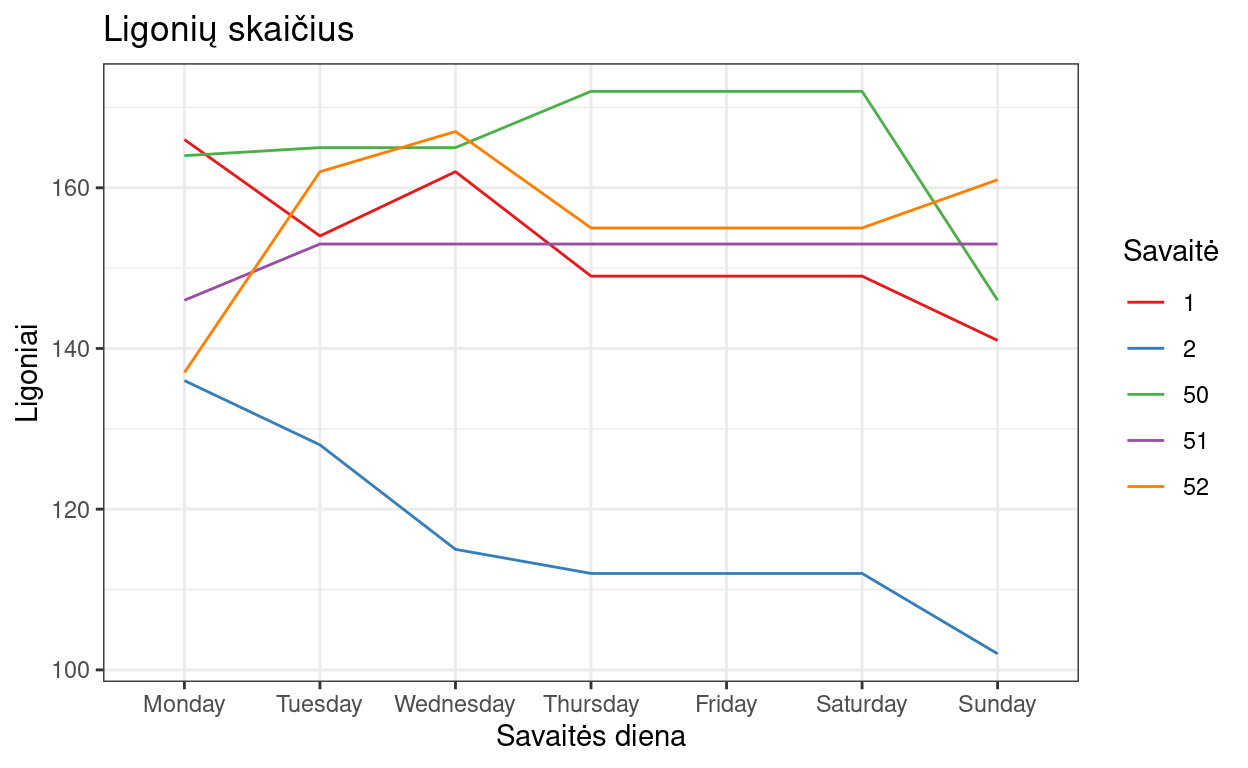 Ligonių skaičius
Ligoniai
160
140
120
100
Monday Tuesday Wednesday Thursday Friday Saturday Sunday
Savaitės diena
Savaitė
1
2
50
51
52